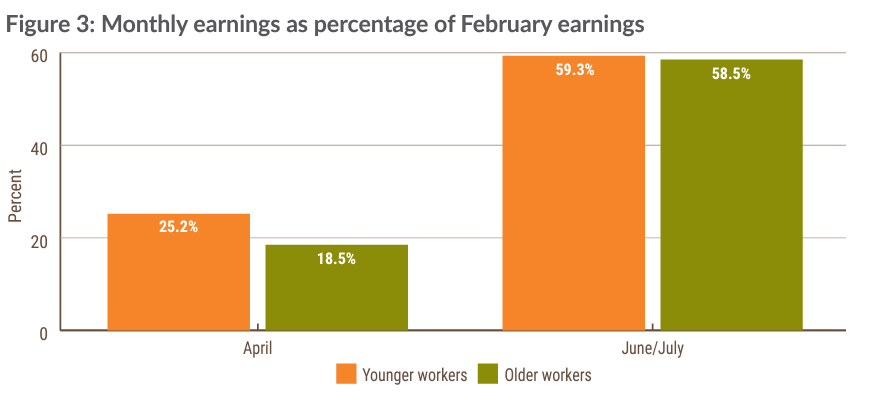 Figure 3: Monthly earnings as percentage of February earnings
60
40
20
0
Percent
25.2%
18.5%
59.3%
58.5%
April
June/July
Younger workers
Older workers